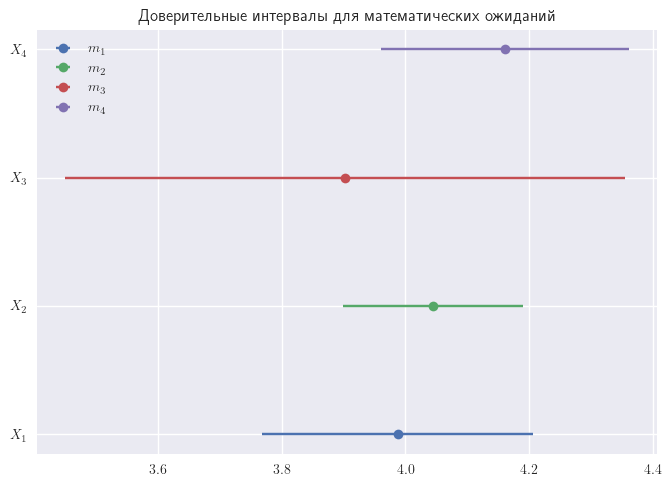 Доверительные интервалы для математических ожиданий
X₄
m₁
m₂
m₃
m₄
X₃
X₂
X₁
3.6 3.8 4.0 4.2 4.4